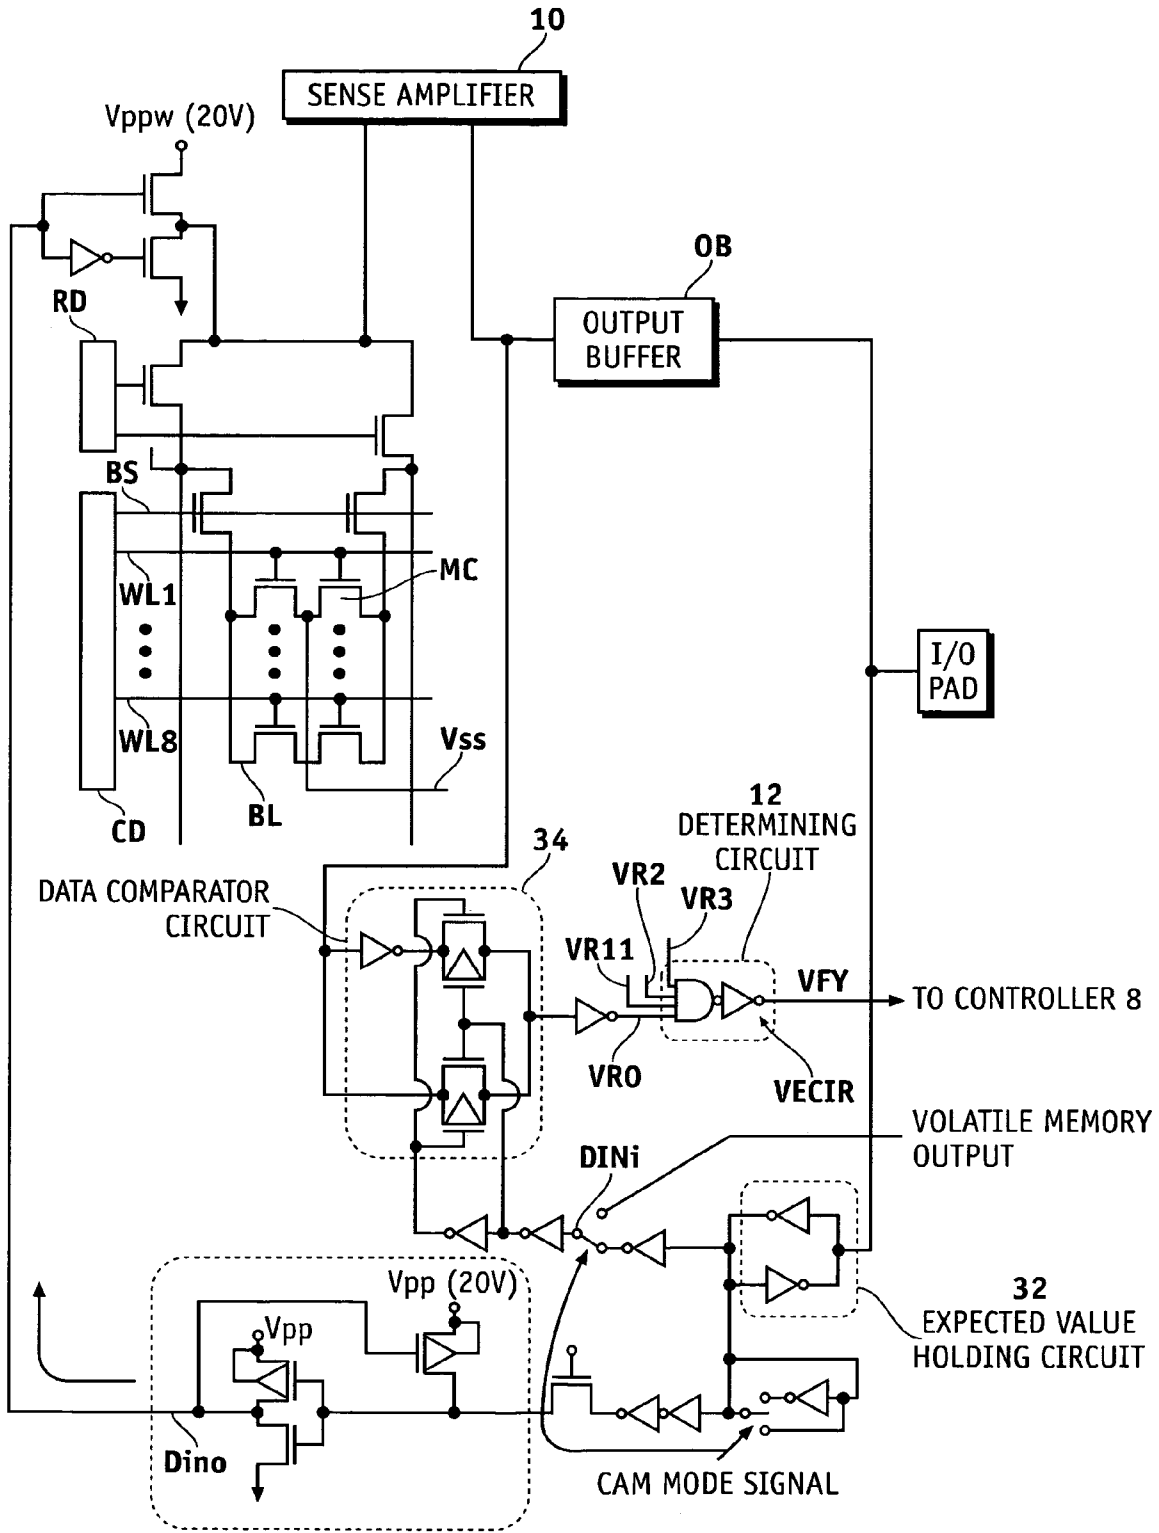 10
SENSE AMPLIFIER
Vppw (20V)
OB
OUTPUT
BUFFER
RD
BS
MC
WL1
I/O
PAD
WL8
Vss
BL
CD
12
DETERMINING
CIRCUIT
34
VR2
VR3
DATA COMPARATOR
CIRCUIT
VR11
VFY
TO CONTROLLER 8
VR0
VECIR
VOLATILE MEMORY
OUTPUT
DINi
Vpp (20V)
Vpp
32
EXPECTED VALUE
HOLDING CIRCUIT
Dino
CAM MODE SIGNAL